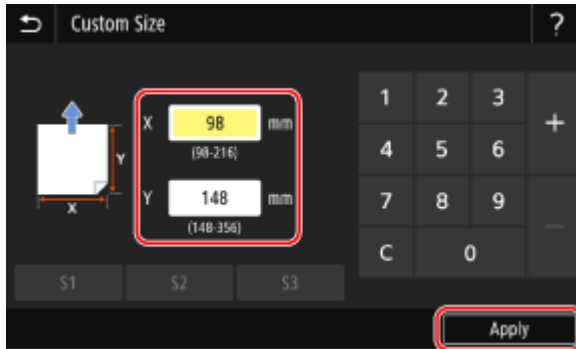 Custom Size ?
X 98 mm
(98-216)
Y 148 mm
(148-356)
Y
X
1 2 3 +
4 5 6
7 8 9 −
C 0
S1 S2 S3
Apply